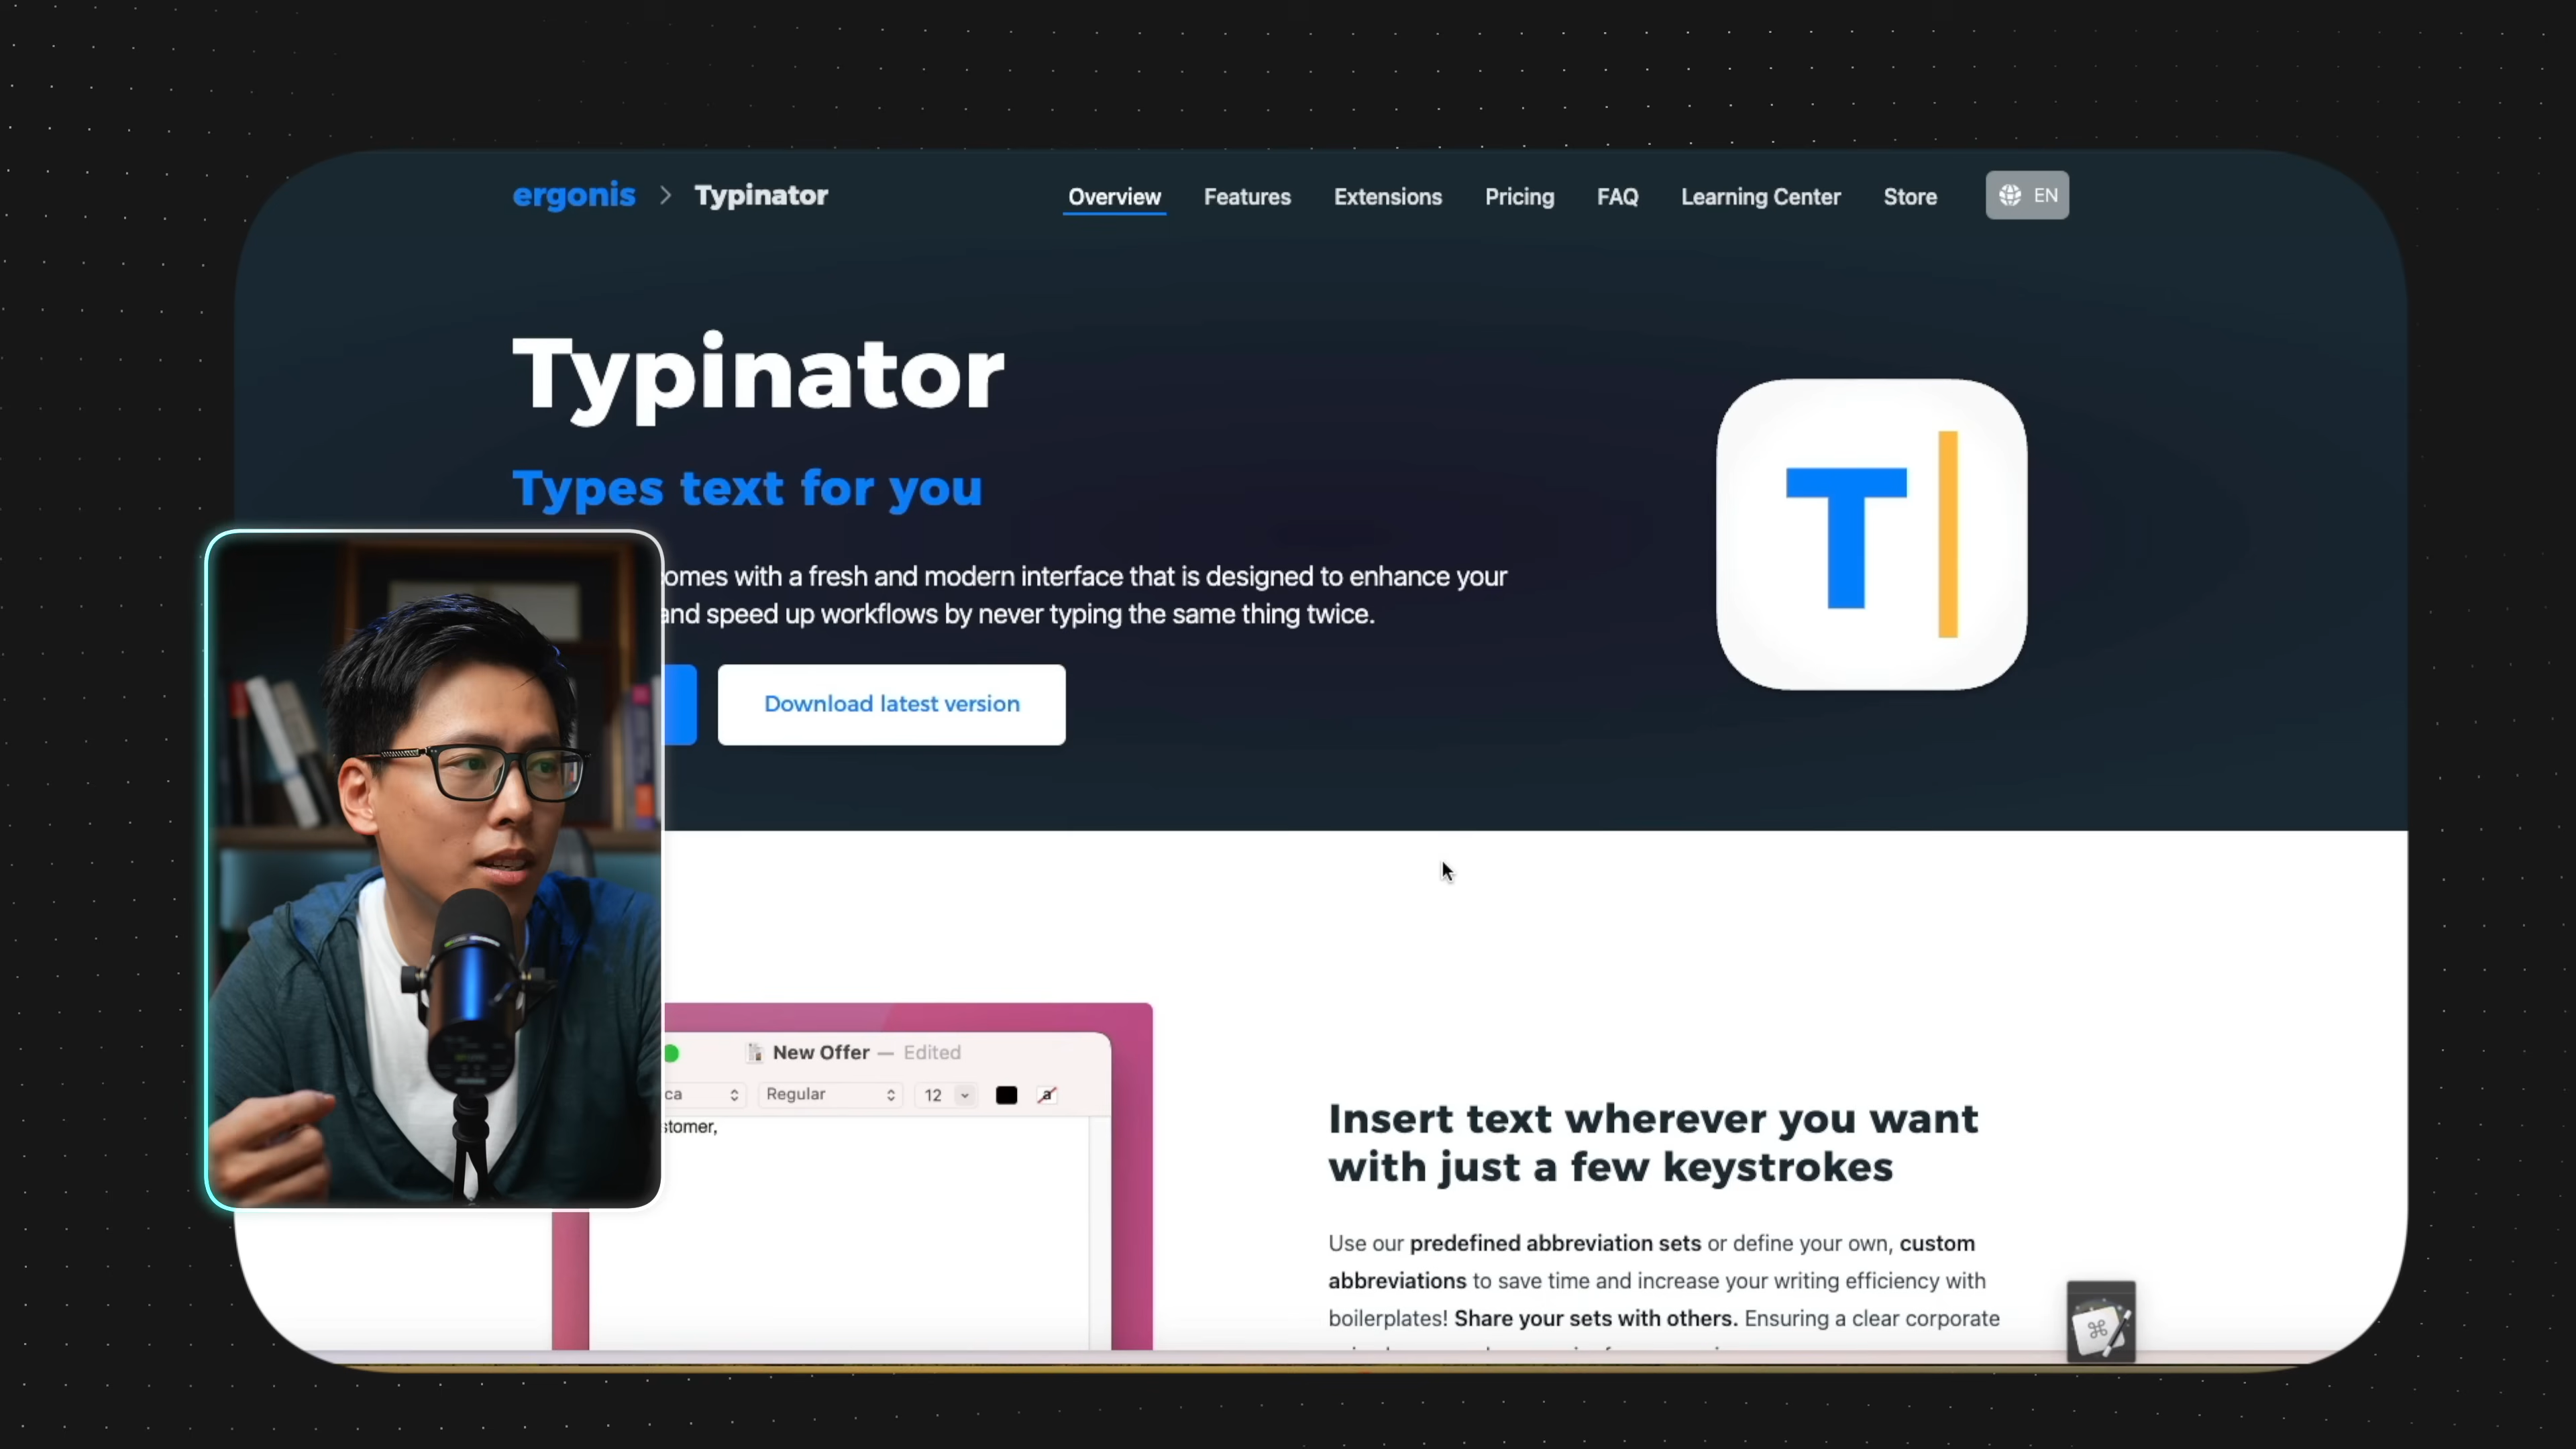 ergonis > Typinator
Overview Features Extensions Pricing FAQ Learning Center Store EN
Typinator
Types text for you
omes with a fresh and modern interface that is designed to enhance your
and speed up workflows by never typing the same thing twice.
Download latest version
T
New Offer — Edited
ca Regular 12 a
stomer,
Insert text wherever you want
with just a few keystrokes
Use our predefined abbreviation sets or define your own, custom
abbreviations to save time and increase your writing efficiency with
boilerplates! Share your sets with others. Ensuring a clear corporate